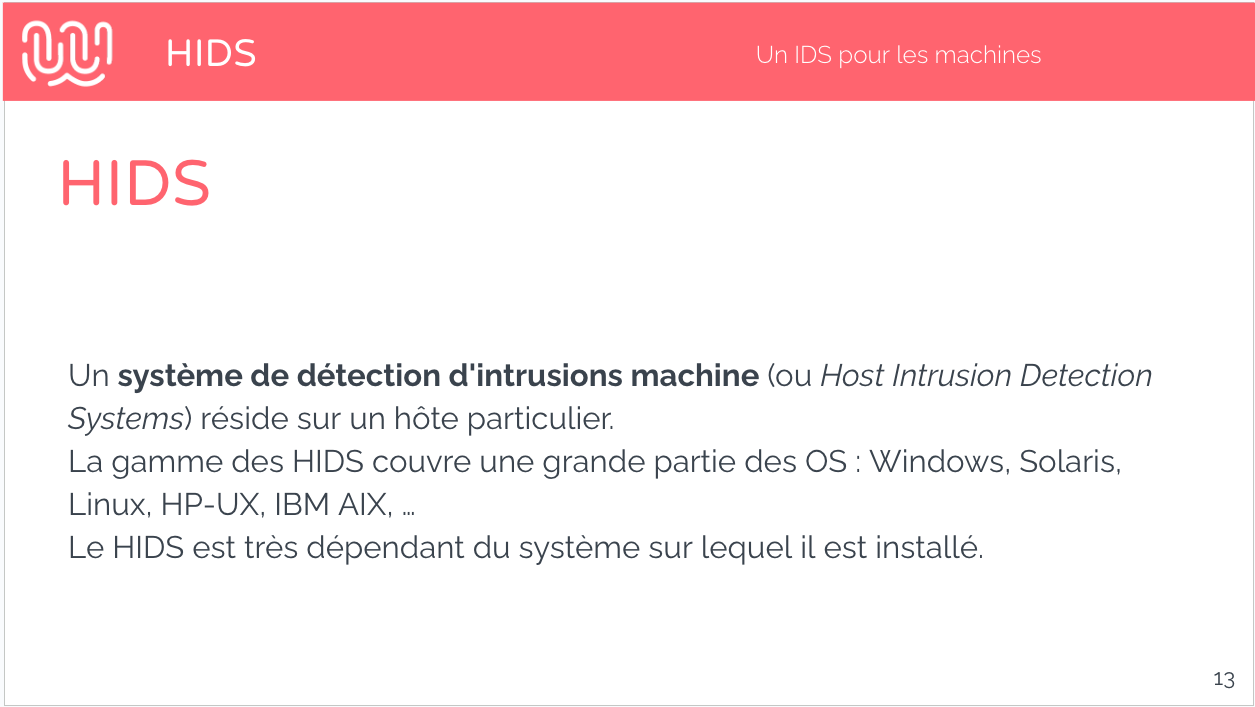 HIDS
Un IDS pour les machines
HIDS
Un système de détection d'intrusions machine (ou Host Intrusion Detection
Systems) réside sur un hôte particulier.
La gamme des HIDS couvre une grande partie des OS : Windows, Solaris,
Linux, HP-UX, IBM AIX, …
Le HIDS est très dépendant du système sur lequel il est installé.
13